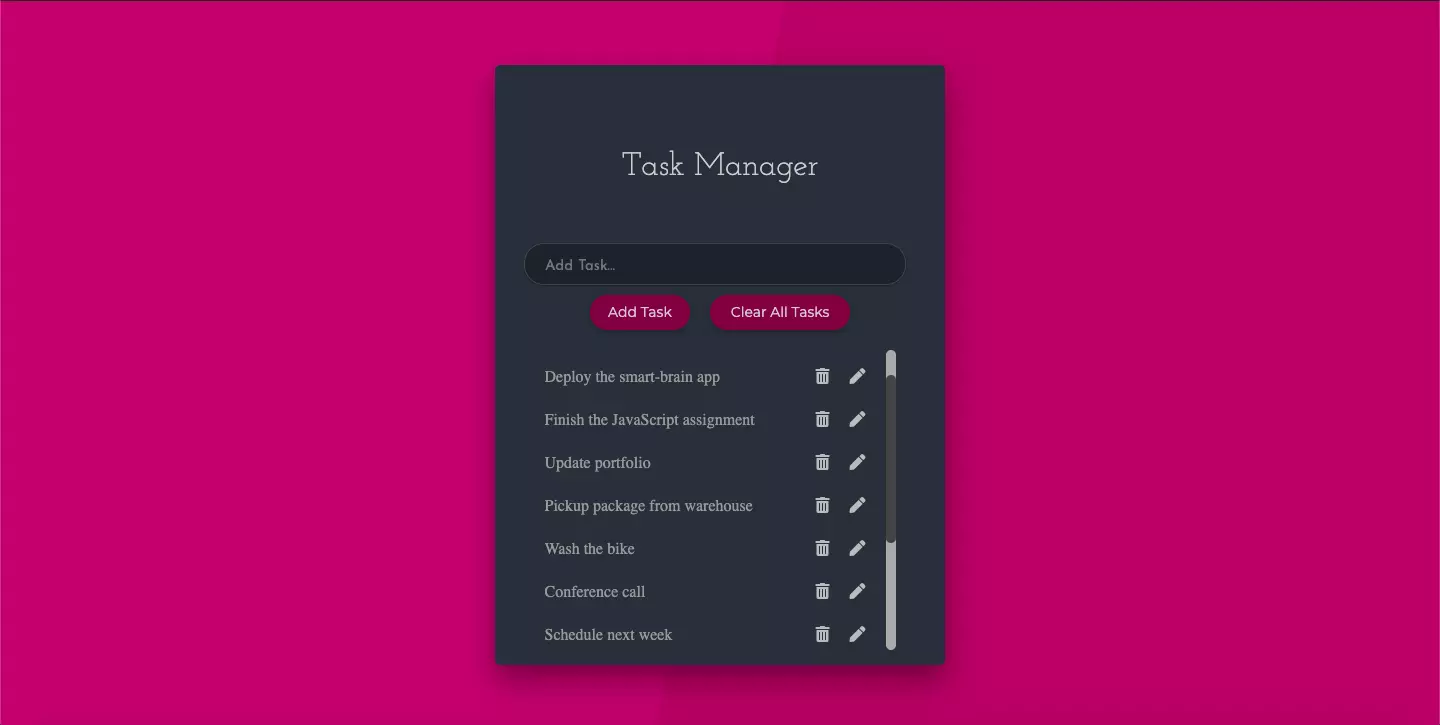 Task Manager
Add Task...
Add Task
Clear All Tasks
Deploy the smart-brain app
Finish the JavaScript assignment
Update portfolio
Pickup package from warehouse
Wash the bike
Conference call
Schedule next week